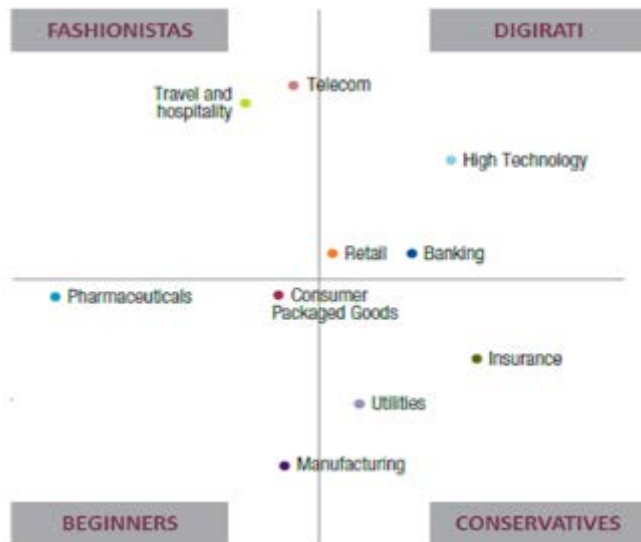 FASHIONISTAS
DIGIRATI
Telecom
Travel and
hospitality
High Technology
Retail
Banking
Pharmaceuticals
Consumer
Packaged Goods
Insurance
Utilities
Manufacturing
BEGINNERS
CONSERVATIVES